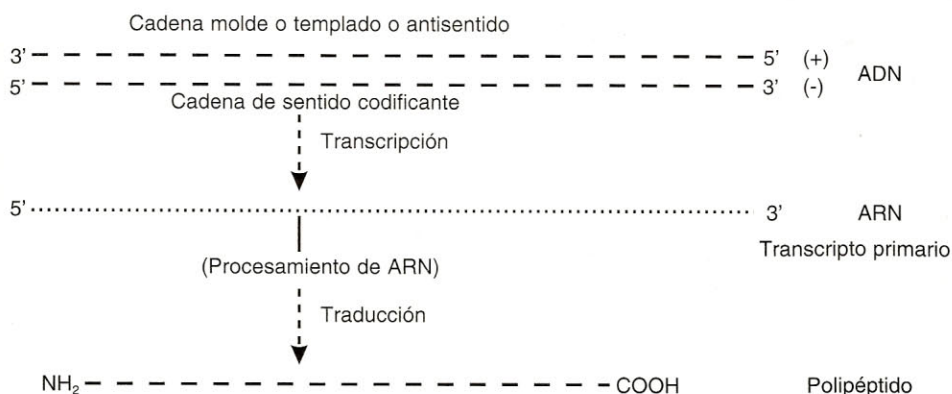 Cadena molde o templado o antisentido
3' 5' (+)
ADN
5' 3' (-)
Cadena de sentido codificante
Transcripción
5' 3' ARN
Transcripto primario
(Procesamiento de ARN)
Traducción
NH₂ COOH Polipéptido